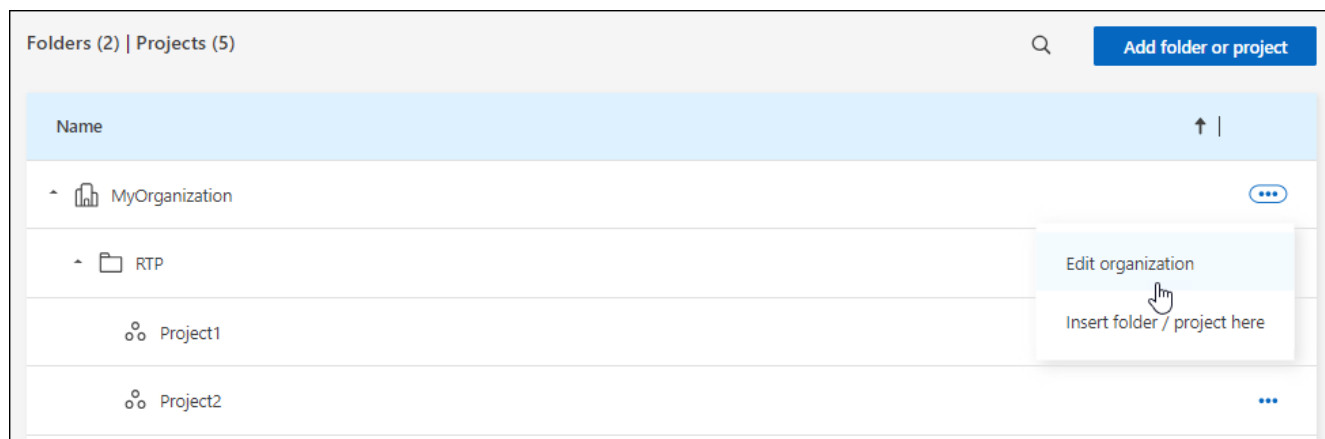 Folders (2) | Projects (5)
Add folder or project
Name
MyOrganization
RTP
Edit organization
Project1
Insert folder / project here
Project2